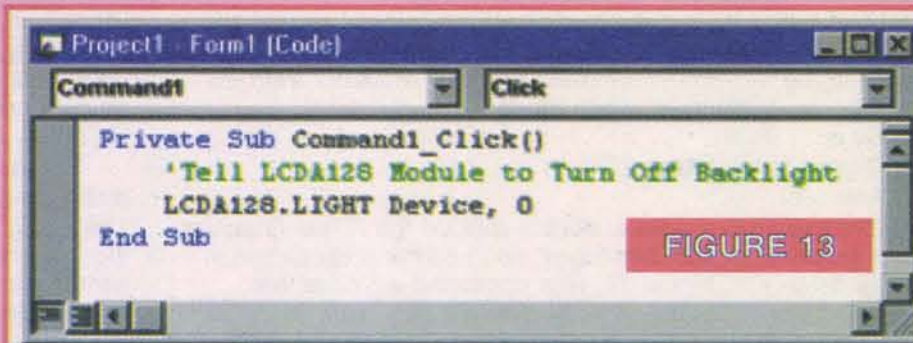 Project1 - Form1 (Code)
Command1 Click
Private Sub Command1_Click()
'Tell LCDA128 Module to Turn Off Backlight
LCDA128.LIGHT Device, 0
End Sub
FIGURE 13